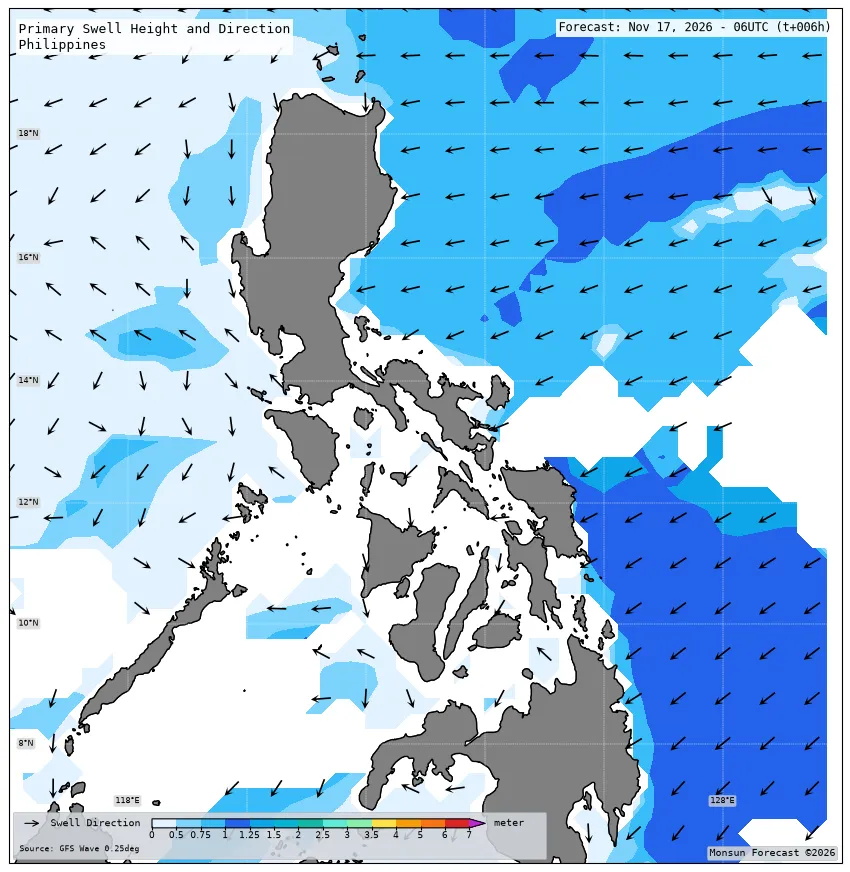 Primary Swell Height and Direction
Philippines
Forecast: Nov 17, 2026 - 06UTC (t+006h)
18°N
16°N
14°N
12°N
10°N
8°N
118°E
128°E
Swell Direction
meter
0 0.5 0.75 1 1.25 1.5 2 2.5 3 3.5 4 5 6 7
Source: GFS Wave 0.25deg
Monsun Forecast ©2026